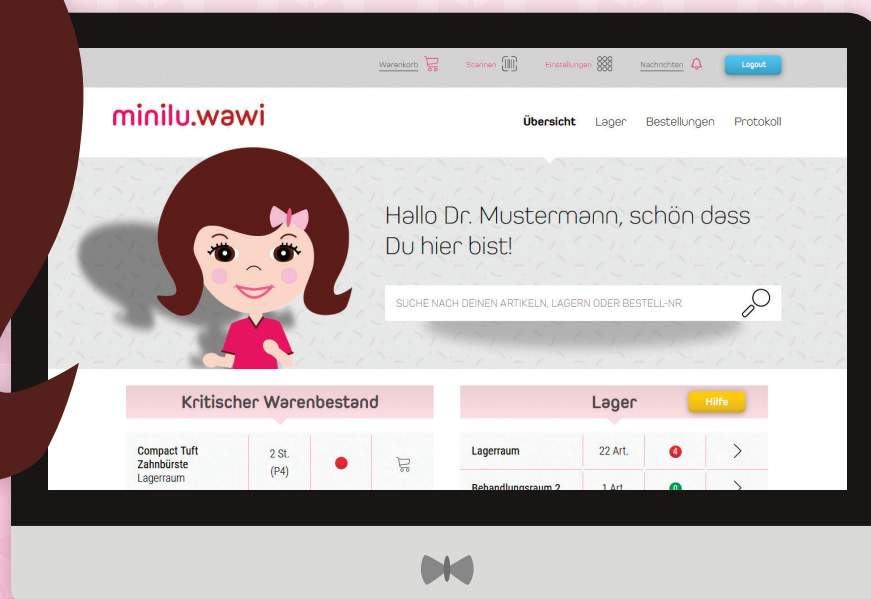 Warenkorb Scannen Einstellungen Nachrichten Logout
minilu.wawi
Übersicht Lager Bestellungen Protokoll
Hallo Dr. Mustermann, schön dass
Du hier bist!
SUCHE NACH DEINEN ARTIKELN, LAGERN ODER BESTELL-NR.
Kritischer Warenbestand
Compact Tuft
Zahnbürste
Lagerraum
2 St.
(P4)
Lager Hilfe
Lagerraum 22 Art. 4
Behandlungsraum 2 1 Art. 0